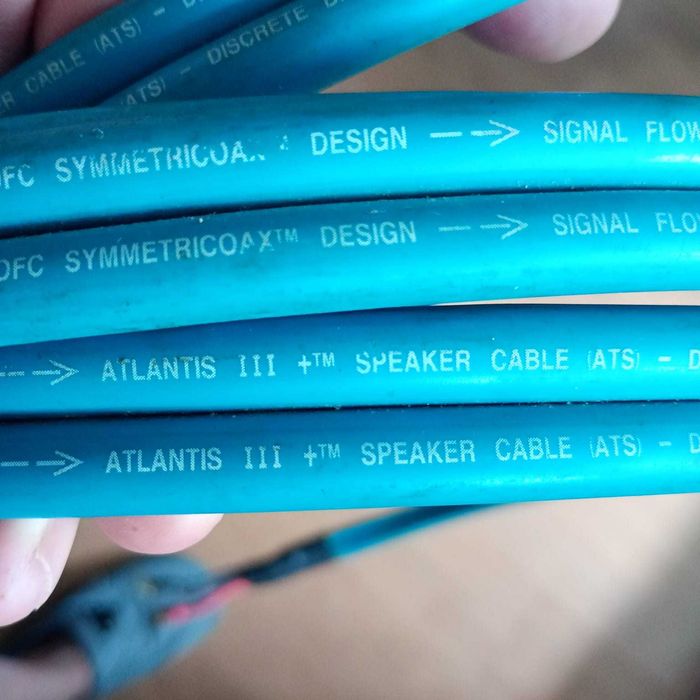 R CABLE (ATS) - D
(ATS) - DISCRETE D
OFC SYMMETRICOAX DESIGN --> SIGNAL FLOW
OFC SYMMETRICOAX™ DESIGN --> SIGNAL FLO
--> ATLANTIS III +™ SPEAKER CABLE (ATS) - D
--> ATLANTIS III +™ SPEAKER CABLE (ATS) - D